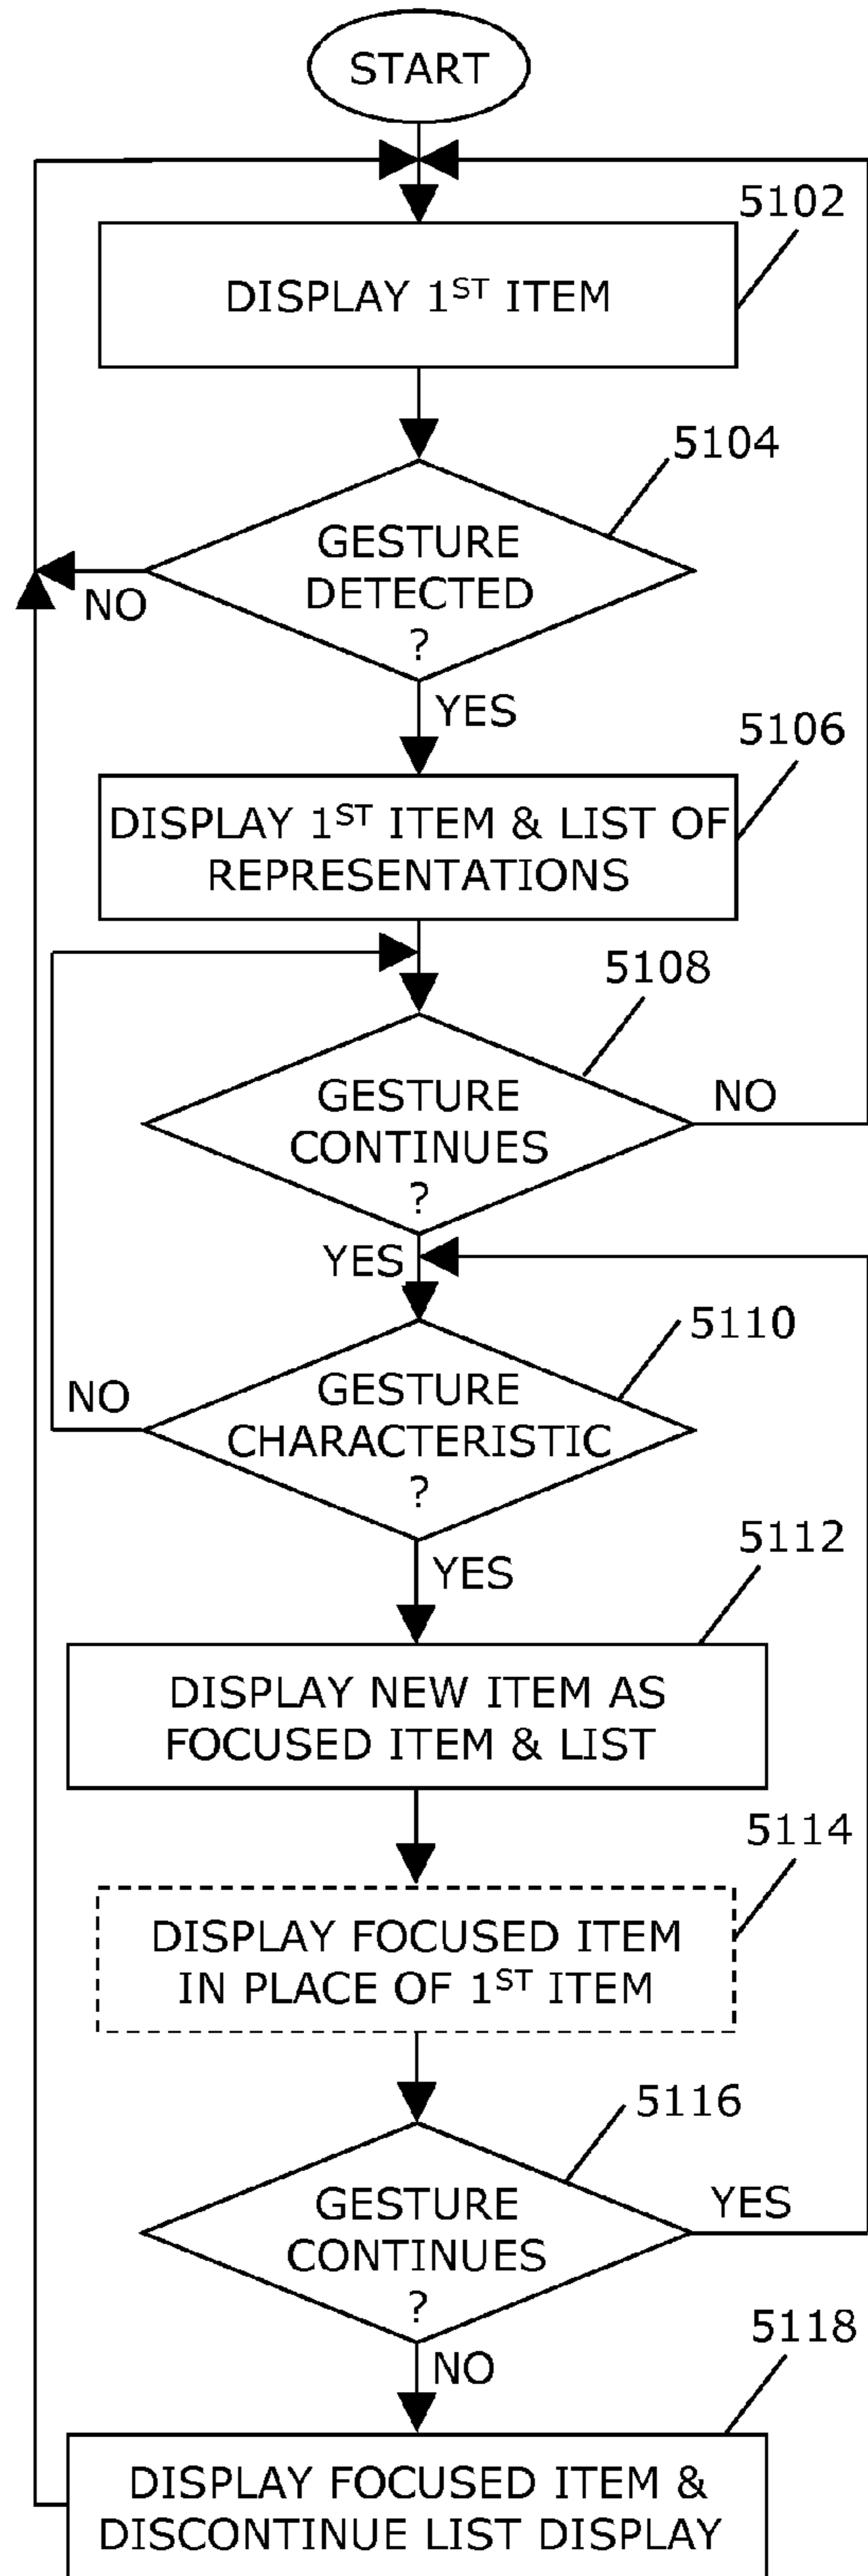 START
5102
DISPLAY 1ST ITEM
5104
GESTURE
DETECTED
?
NO
YES
5106
DISPLAY 1ST ITEM & LIST OF
REPRESENTATIONS
5108
GESTURE
CONTINUES
?
NO
YES
5110
GESTURE
CHARACTERISTIC
?
NO
YES
5112
DISPLAY NEW ITEM AS
FOCUSED ITEM & LIST
5114
DISPLAY FOCUSED ITEM
IN PLACE OF 1ST ITEM
5116
GESTURE
CONTINUES
?
YES
NO
5118
DISPLAY FOCUSED ITEM &
DISCONTINUE LIST DISPLAY